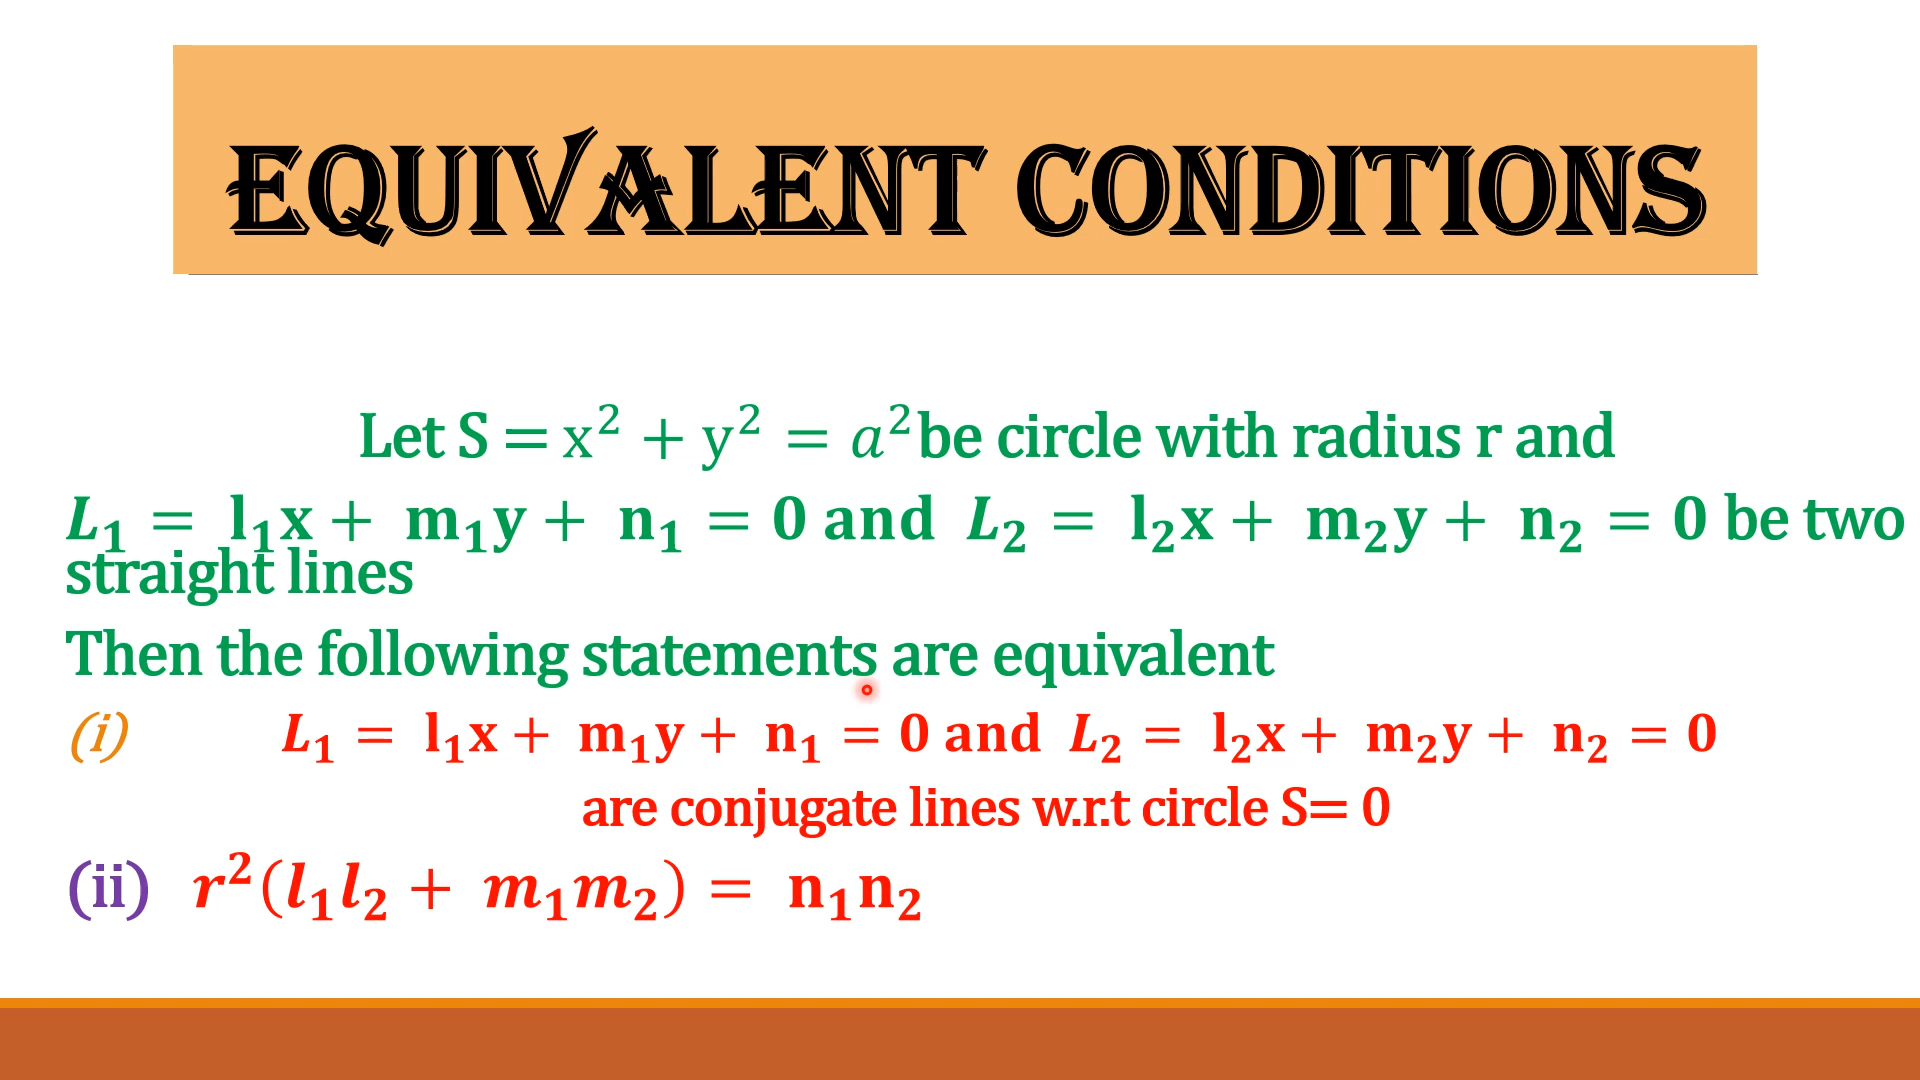 EQUIVALENT CONDITIONS
Let S = x² + y² = a² be circle with radius r and
L₁ = l₁x + m₁y + n₁ = 0 and L₂ = l₂x + m₂y + n₂ = 0 be two
straight lines
Then the following statements are equivalent
(i) L₁ = l₁x + m₁y + n₁ = 0 and L₂ = l₂x + m₂y + n₂ = 0
are conjugate lines w.r.t circle S= 0
(ii) r²(l₁l₂ + m₁m₂) = n₁n₂